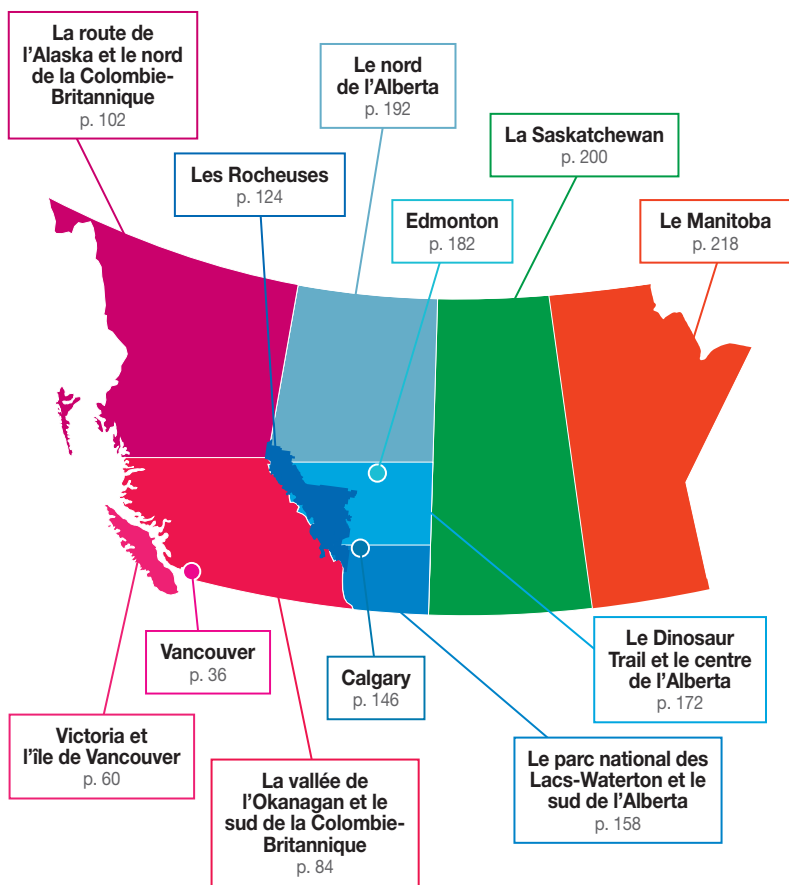 La route de
l'Alaska et le nord
de la Colombie-
Britannique
p. 102
Le nord
de l'Alberta
p. 192
La Saskatchewan
p. 200
Les Rocheuses
p. 124
Edmonton
p. 182
Le Manitoba
p. 218
Vancouver
p. 36
Calgary
p. 146
Le Dinosaur
Trail et le centre
de l'Alberta
p. 172
Victoria et
l'île de Vancouver
p. 60
La vallée de
l'Okanagan et le
sud de la Colombie-
Britannique
p. 84
Le parc national des
Lacs-Waterton et le
sud de l'Alberta
p. 158